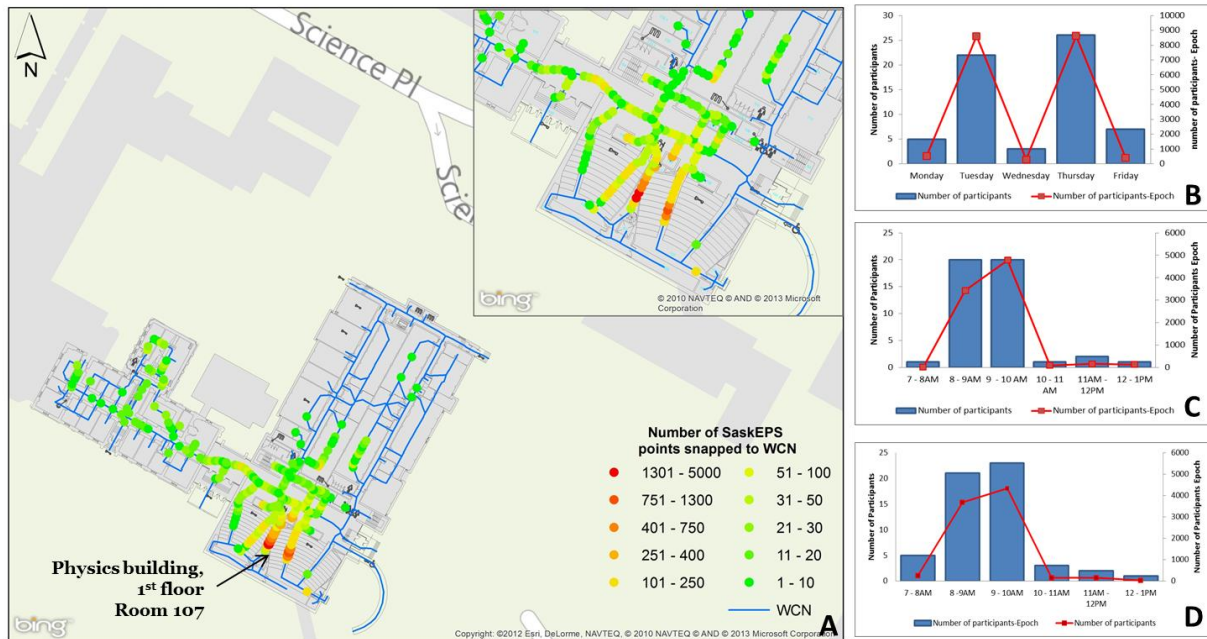 N
Science Pl
Scienc
bing
© 2010 NAVTEQ © AND © 2013 Microsoft
Corporation
Physics building,
1st floor
Room 107
Number of SaskEPS
points snapped to WCN
1301 - 5000
751 - 1300
401 - 750
251 - 400
101 - 250
51 - 100
31 - 50
21 - 30
11 - 20
1 - 10
WCN
bing
Copyright: ©2012 Esri, DeLorme, NAVTEQ, © 2010 NAVTEQ © AND © 2013 Microsoft Corporation
A
Number of participants
30
25
20
15
10
5
0
10000
9000
8000
7000
6000
5000
4000
3000
2000
1000
0
number of participants- Epoch
Monday Tuesday Wednesday Thursday Friday
Number of participants Number of participants-Epoch
B
Number of Participants
25
20
15
10
5
0
6000
5000
4000
3000
2000
1000
0
Number of Participants Epoch
7 - 8AM 8 - 9AM 9 - 10 AM 10 - 11 AM 11AM - 12PM 12 - 1PM
Number of participants Number of participants-Epoch
C
Number of Participants
25
20
15
10
5
0
6000
5000
4000
3000
2000
1000
0
Number of Participants Epoch
7 - 8AM 8 -9AM 9 - 10AM 10 - 11AM 11AM - 12PM 12 - 1PM
Number of participants-Epoch Number of participants
D